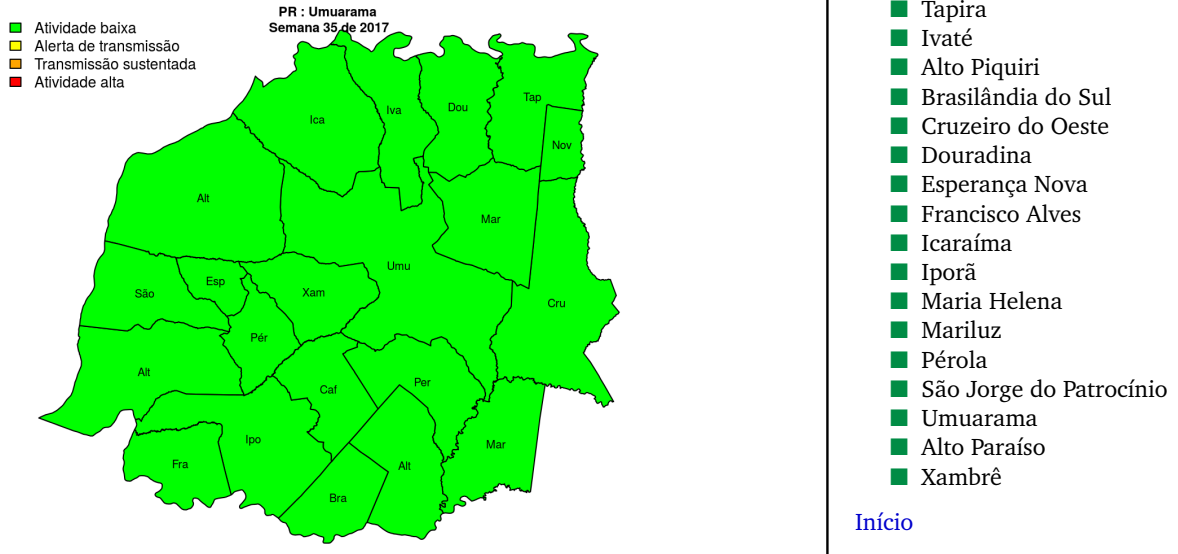 PR : Umuarama
Semana 35 de 2017
Atividade baixa
Alerta de transmissão
Transmissão sustentada
Atividade alta
Ica
Iva
Dou
Tap
Nov
Alt
Mar
Umu
Esp
São
Xam
Cru
Pér
Alt
Caf
Per
Ipo
Mar
Fra
Alt
Bra
Tapira
Ivaté
Alto Piquiri
Brasilândia do Sul
Cruzeiro do Oeste
Douradina
Esperança Nova
Francisco Alves
Icaraíma
Iporã
Maria Helena
Mariluz
Pérola
São Jorge do Patrocínio
Umuarama
Alto Paraíso
Xambrê
Início